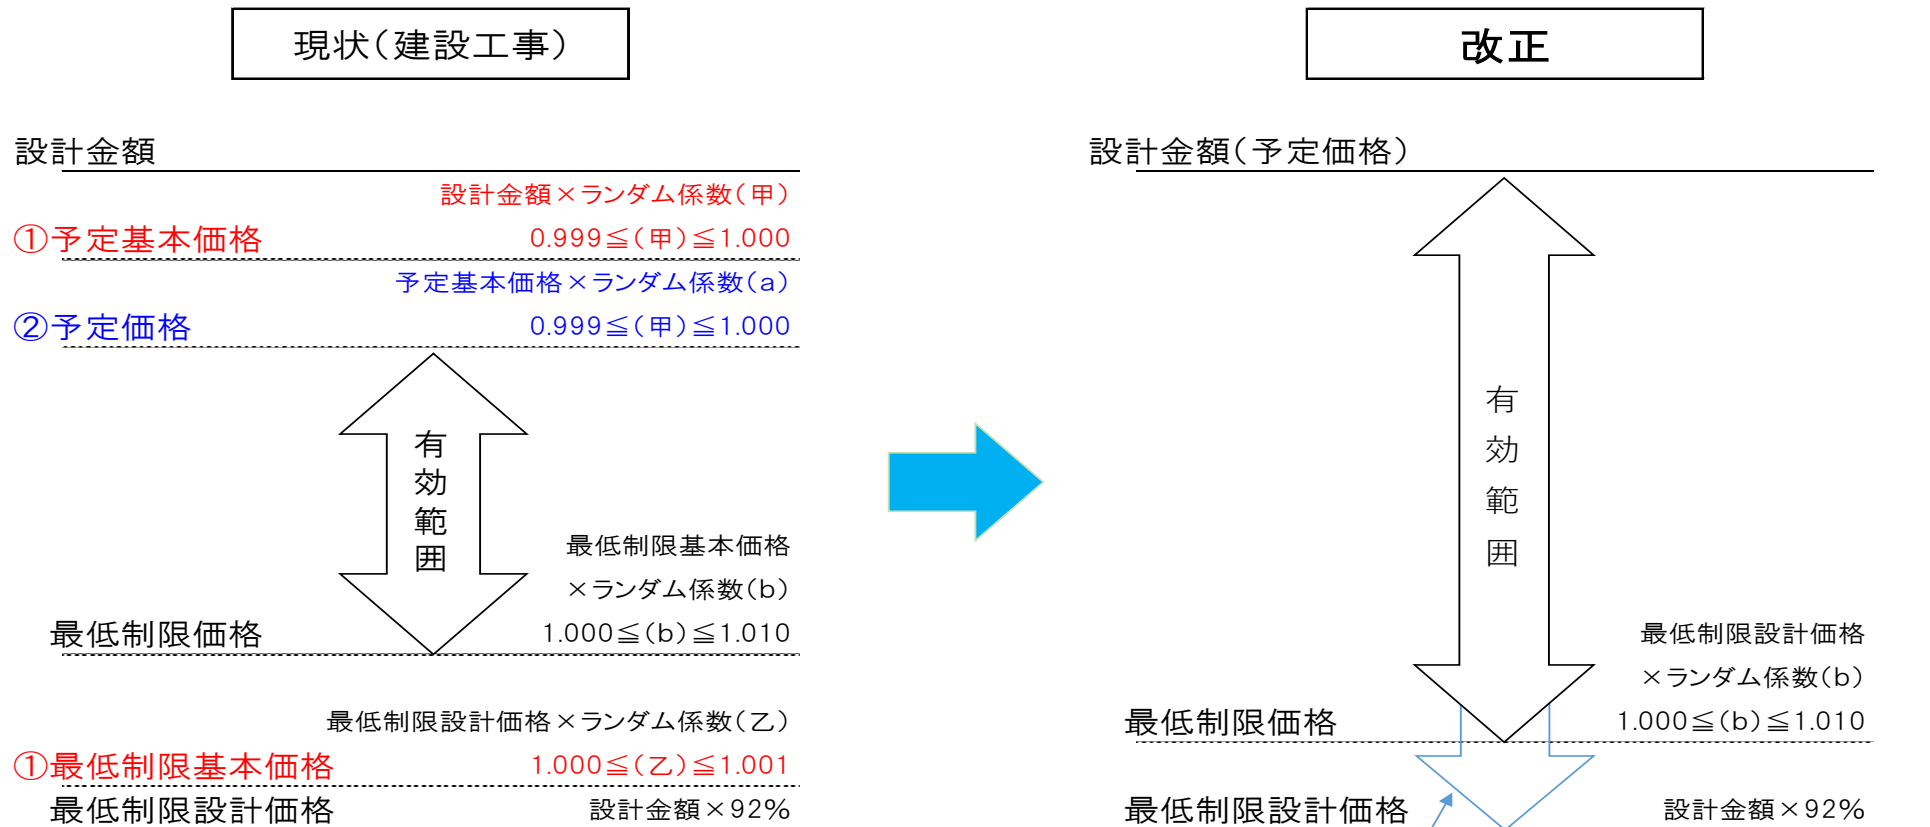 現状(建設工事)
設計金額
設計金額×ランダム係数(甲)
①予定基本価格 0.999≦(甲)≦1.000
予定基本価格×ランダム係数(a)
②予定価格 0.999≦(甲)≦1.000
有効範囲
最低制限基本価格
×ランダム係数(b)
最低制限価格 1.000≦(b)≦1.010
最低制限設計価格×ランダム係数(乙)
①最低制限基本価格 1.000≦(乙)≦1.001
最低制限設計価格 設計金額×92%
改正
設計金額(予定価格)
有効範囲
最低制限設計価格
×ランダム係数(b)
最低制限価格 1.000≦(b)≦1.010
最低制限設計価格 設計金額×92%